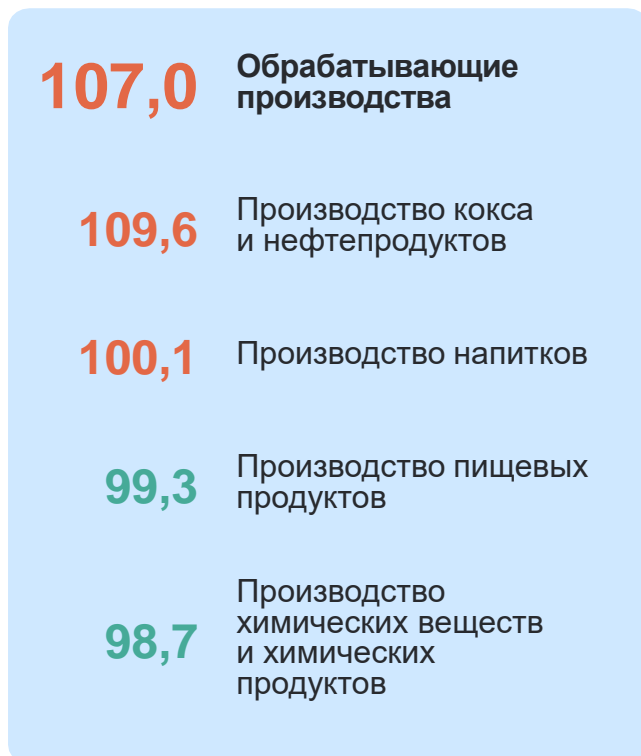 107,0
Обрабатывающие
производства
109,6
Производство кокса
и нефтепродуктов
100,1
Производство напитков
99,3
Производство пищевых
продуктов
98,7
Производство
химических веществ
и химических
продуктов